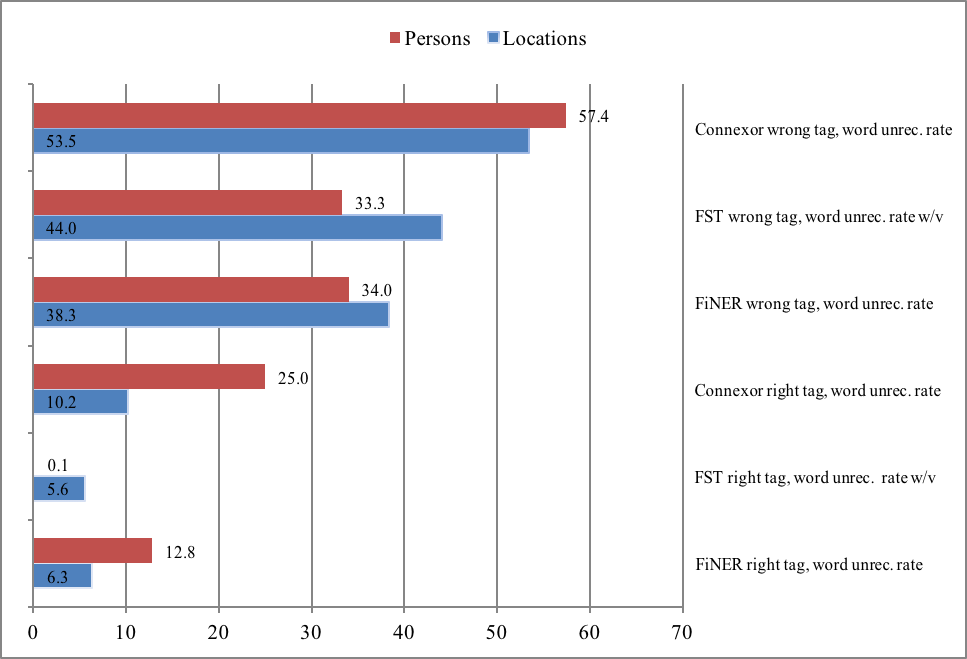 Persons Locations
57.4
53.5
Connexor wrong tag, word unrec. rate
33.3
44.0
FST wrong tag, word unrec. rate w/v
34.0
38.3
FiNER wrong tag, word unrec. rate
25.0
10.2
Connexor right tag, word unrec. rate
0.1
5.6
FST right tag, word unrec. rate w/v
12.8
6.3
FiNER right tag, word unrec. rate
0 10 20 30 40 50 60 70